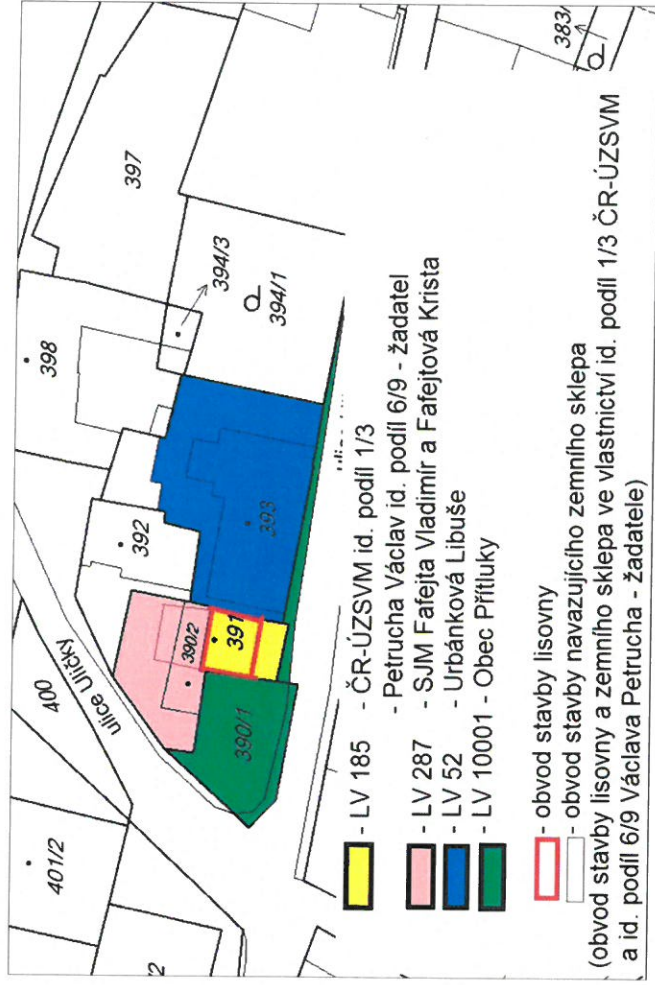 397
398
394/3
394/1
383/
392
393
400
ulice Uličky
390/2
391
390/1
401/2
2
- LV 185 - ČR-ÚZSVM id. podíl 1/3
- Petrucha Václav id. podíl 6/9 - žadatel
- LV 287 - SJM Fafejta Vladimír a Fafejtová Krista
- LV 52 - Urbánková Libuše
- LV 10001 - Obec Přítluky
- obvod stavby lisovny
- obvod stavby navazujícího zemního sklepa
(obvod stavby lisovny a zemního sklepa ve vlastnictví id. podíl 1/3 ČR-ÚZSVM
a id. podíl 6/9 Václava Petrucha - žadatele)